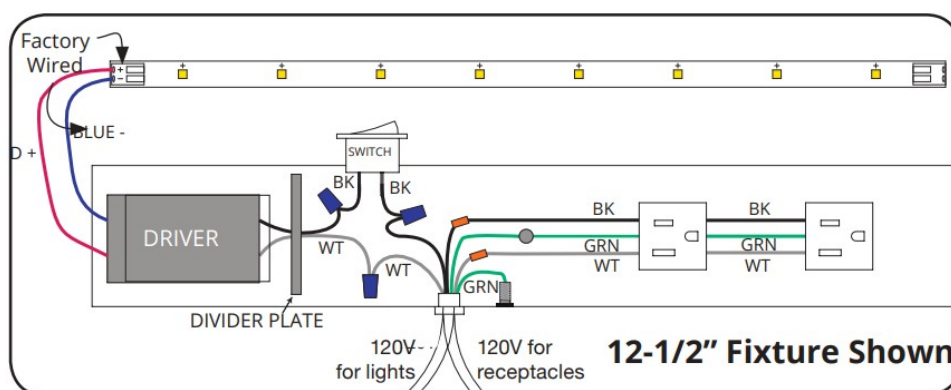 Factory
Wired
+
-
BLUE -
D +
SWITCH
BK
BK
DRIVER
WT
WT
GRN
BK
GRN
WT
BK
GRN
WT
DIVIDER PLATE
120V
for lights
120V for
receptacles
12-1/2” Fixture Shown
+
+
+
+
+
+
+
+